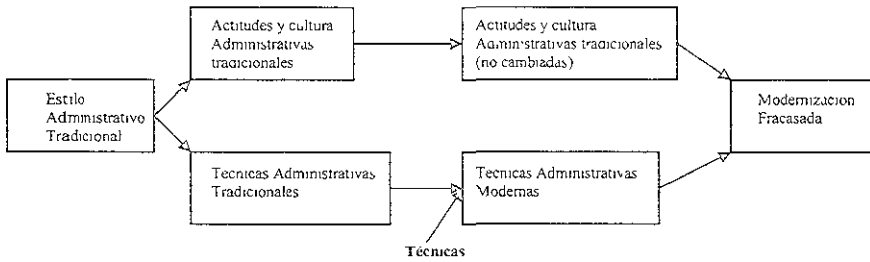 Estilo
Administrativo
Tradicional
Actitudes y cultura
Administrativas
tradicionales
Actitudes y cultura
Administrativas tradicionales
(no cambiadas)
Tecnicas Administrativas
Tradicionales
Tecnicas Administrativas
Modernas
Técnicas
Modernizacion
Fracasada